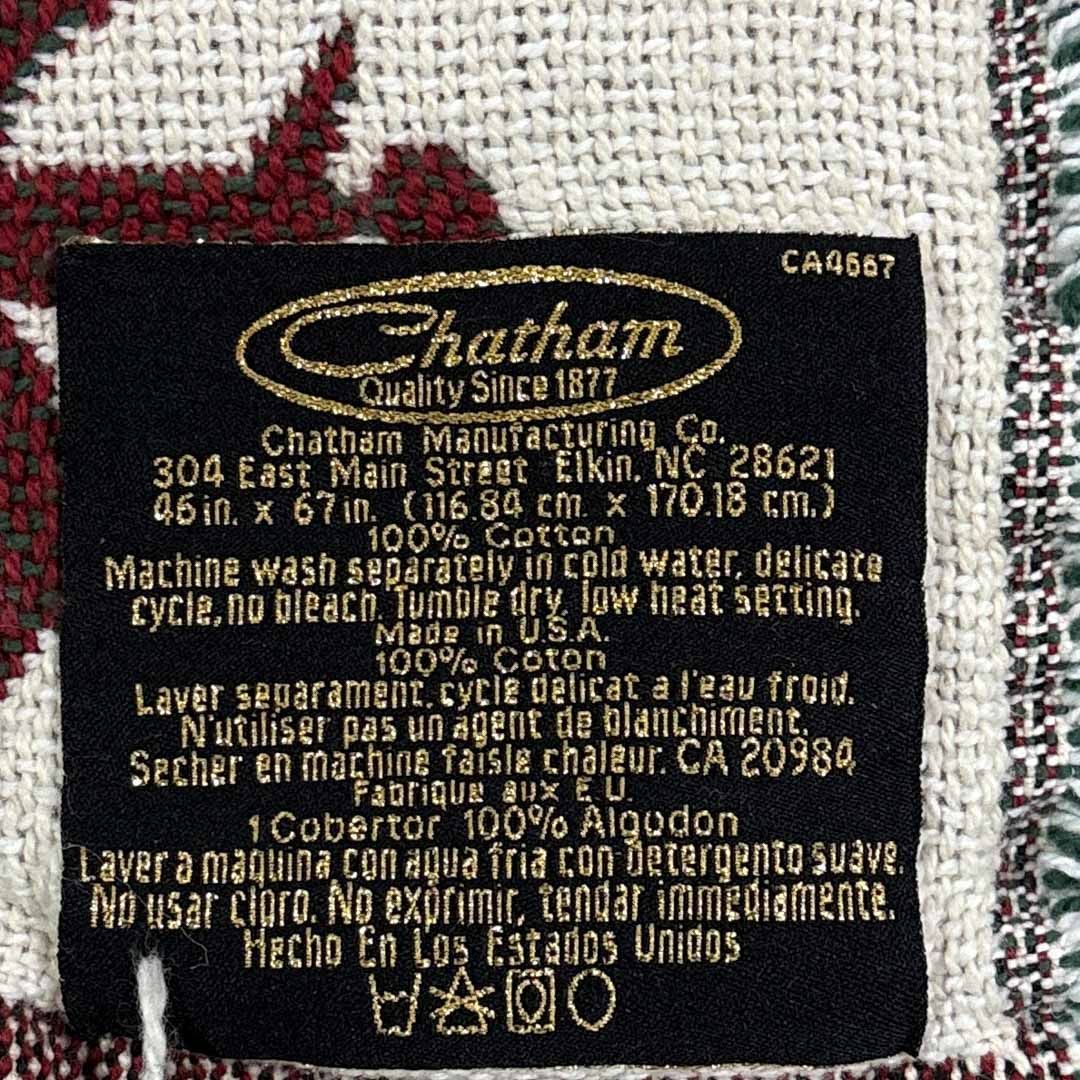 CA4667
Chatham
Quality Since 1877
Chatham Manufacturing Co.
304 East Main Street Elkin, NC 28621
46 in. x 67 in. (116.84 cm. x 170.18 cm.)
100% Cotton
Machine wash separately in cold water, delicate
cycle, no bleach. Tumble dry, low heat setting.
Made in U.S.A.
100% Coton
Laver separament. cycle delicat a l'eau froid.
N'utiliser pas un agent de blanchiment.
Secher en machine faisle chaleur. CA 20984
Fabrique aux E.U.
1 Cobertor 100% Algodon
Laver a maquina con agua fria con detergento suave.
No usar cloro. No exprimir, tendar immediamente.
Hecho En Los Estados Unidos